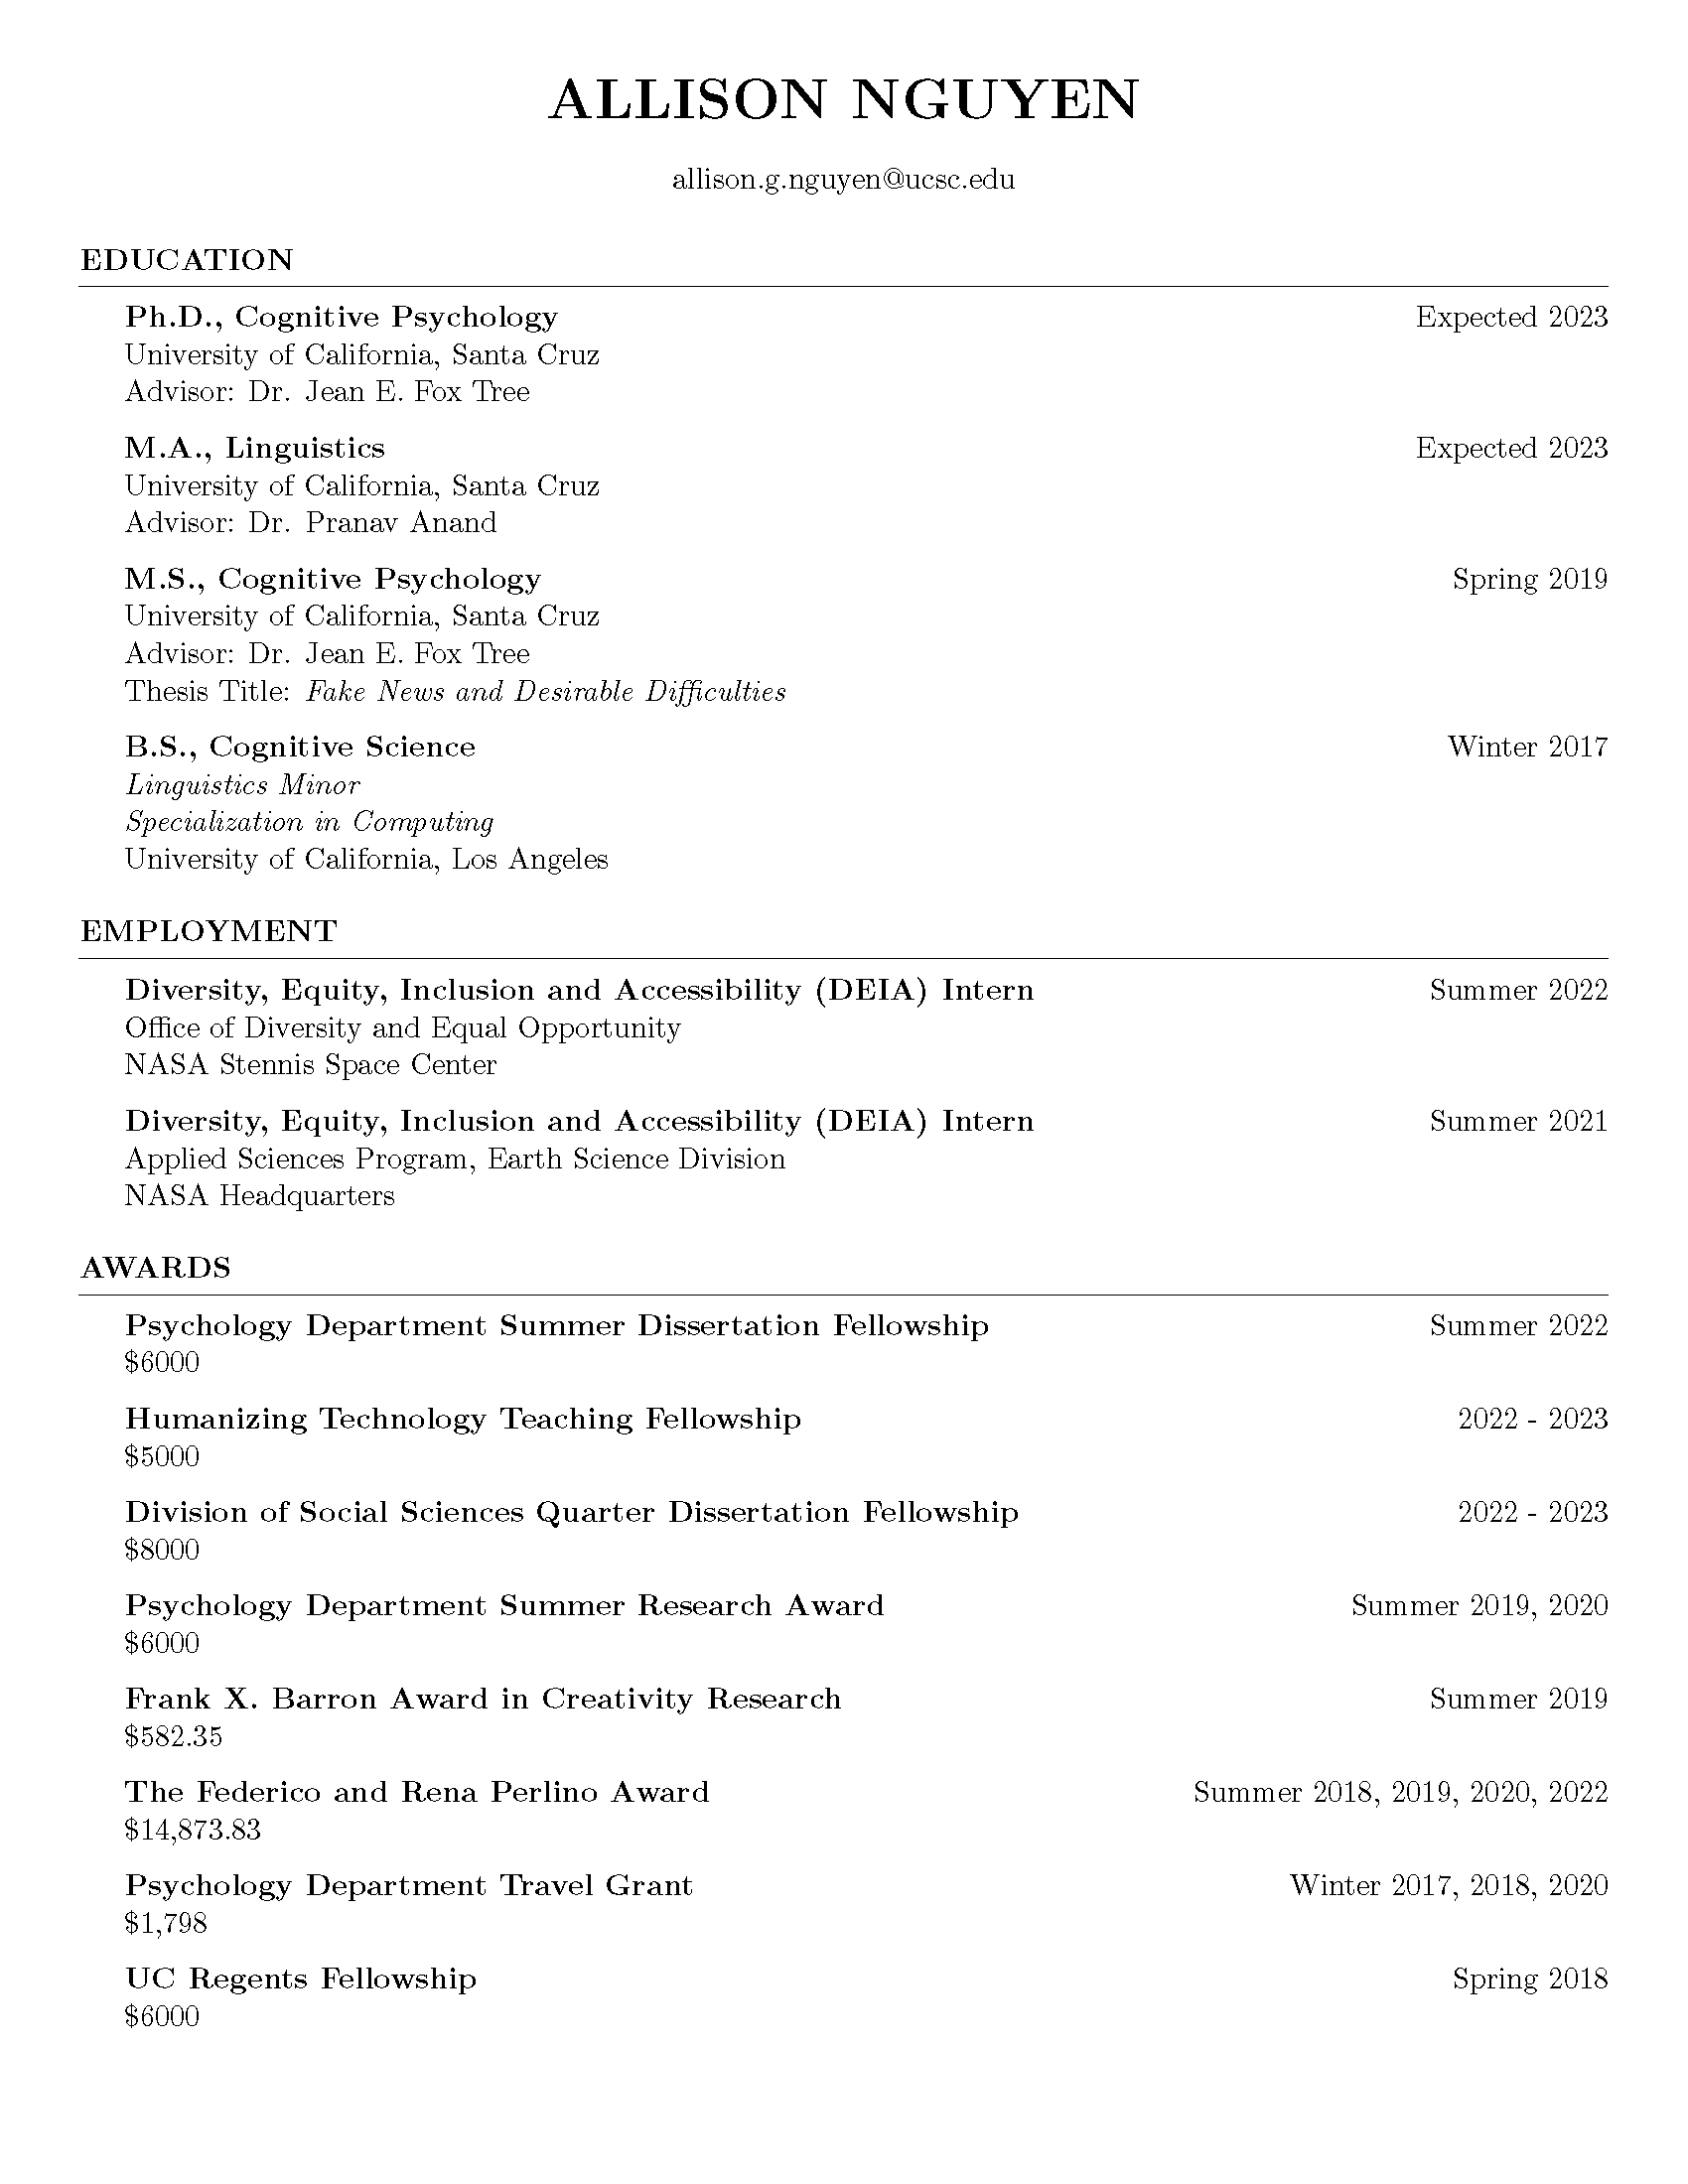 ALLISON NGUYEN
allison.g.nguyen@ucsc.edu
EDUCATION
Ph.D., Cognitive Psychology Expected 2023
University of California, Santa Cruz
Advisor: Dr. Jean E. Fox Tree
M.A., Linguistics Expected 2023
University of California, Santa Cruz
Advisor: Dr. Pranav Anand
M.S., Cognitive Psychology Spring 2019
University of California, Santa Cruz
Advisor: Dr. Jean E. Fox Tree
Thesis Title: Fake News and Desirable Difficulties
B.S., Cognitive Science Winter 2017
Linguistics Minor
Specialization in Computing
University of California, Los Angeles
EMPLOYMENT
Diversity, Equity, Inclusion and Accessibility (DEIA) Intern Summer 2022
Office of Diversity and Equal Opportunity
NASA Stennis Space Center
Diversity, Equity, Inclusion and Accessibility (DEIA) Intern Summer 2021
Applied Sciences Program, Earth Science Division
NASA Headquarters
AWARDS
Psychology Department Summer Dissertation Fellowship Summer 2022
$6000
Humanizing Technology Teaching Fellowship 2022 - 2023
$5000
Division of Social Sciences Quarter Dissertation Fellowship 2022 - 2023
$8000
Psychology Department Summer Research Award Summer 2019, 2020
$6000
Frank X. Barron Award in Creativity Research Summer 2019
$582.35
The Federico and Rena Perlino Award Summer 2018, 2019, 2020, 2022
$14,873.83
Psychology Department Travel Grant Winter 2017, 2018, 2020
$1,798
UC Regents Fellowship Spring 2018
$6000